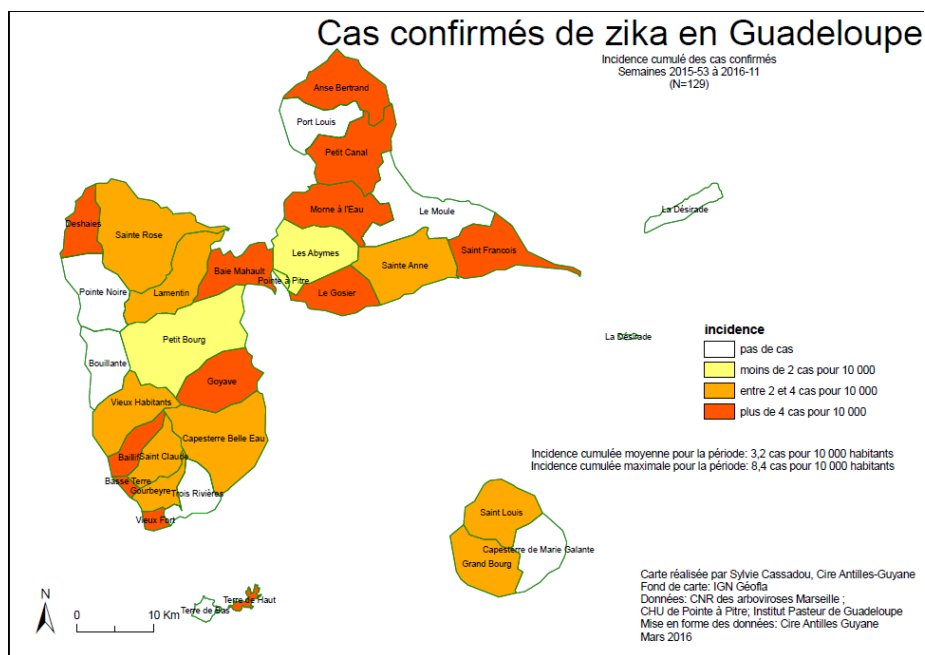 Cas confirmés de zika en Guadeloupe
Incidence cumulé des cas confirmés
Semaines 2015-53 à 2016-11
(N=129)
Anse Bertrand
Port Louis
Petit Canal
Morne à l'Eau
Le Moule
La Désirade
Deshaies
Sainte Rose
Les Abymes
Sainte Anne
Saint Francois
Baie Mahault
Pointe à Pitre
Pointe Noire
Lamentin
Le Gosier
Petit Bourg
La Désirade
Bouillante
Goyave
Vieux Habitants
Capesterre Belle Eau
Baillif
Saint Claude
Basse Terre
Gourbeyre
Trois Rivières
Vieux Fort
Terre de Haut
Terre de Bas
Saint Louis
Capesterre de Marie Galante
Grand Bourg
incidence
pas de cas
moins de 2 cas pour 10 000
entre 2 et 4 cas pour 10 000
plus de 4 cas pour 10 000
Incidence cumulée moyenne pour la période: 3,2 cas pour 10 000 habitants
Incidence cumulée maximale pour la période: 8,4 cas pour 10 000 habitants
N
0 10 Km
Carte réalisée par Sylvie Cassadou, Cire Antilles-Guyane
Fond de carte: IGN Géofla
Données: CNR des arboviroses Marseille ;
CHU de Pointe à Pitre; Institut Pasteur de Guadeloupe
Mise en forme des données: Cire Antilles Guyane
Mars 2016